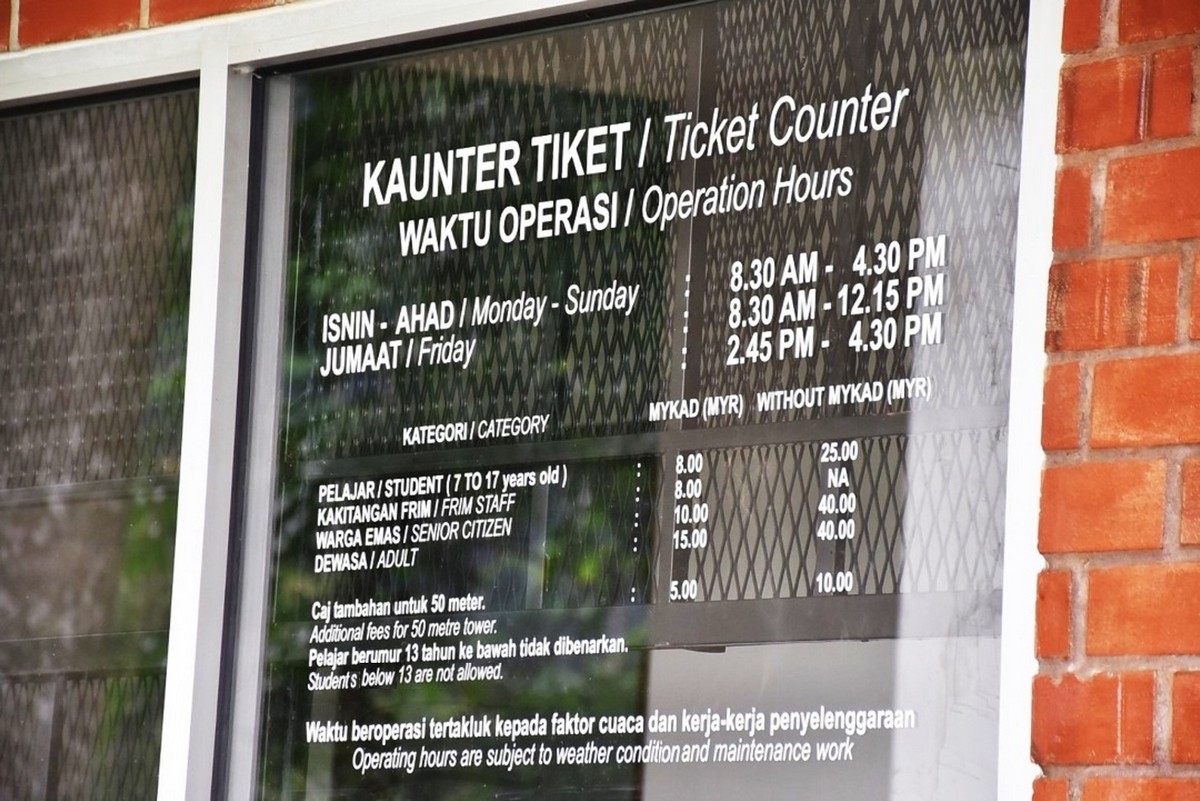 KAUNTER TIKET / Ticket Counter
WAKTU OPERASI / Operation Hours
ISNIN - AHAD / Monday - Sunday : 8.30 AM - 4.30 PM
JUMAAT / Friday : 8.30 AM - 12.15 PM
: 2.45 PM - 4.30 PM
KATEGORI / CATEGORY MYKAD (MYR) WITHOUT MYKAD (MYR)
PELAJAR / STUDENT ( 7 TO 17 years old ) : 8.00 25.00
KAKITANGAN FRIM / FRIM STAFF : 8.00 NA
WARGA EMAS / SENIOR CITIZEN : 10.00 40.00
DEWASA / ADULT : 15.00 40.00
Caj tambahan untuk 50 meter. : 5.00 10.00
Additional fees for 50 metre tower.
Pelajar berumur 13 tahun ke bawah tidak dibenarkan.
Students below 13 are not allowed.
Waktu beroperasi tertakluk kepada faktor cuaca dan kerja-kerja penyelenggaraan
Operating hours are subject to weather condition and maintenance work